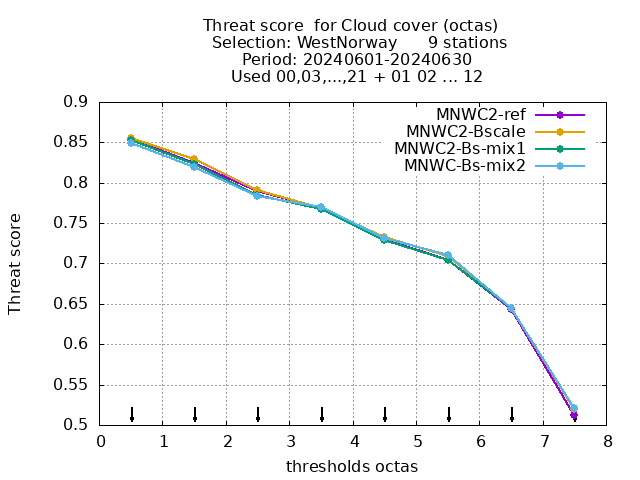 Threat score  for Cloud cover (octas)
Selection: WestNorway      9 stations
Period: 20240601-20240630
Used 00,03,...,21 + 01 02 ... 12
MNWC2-ref
MNWC2-Bscale
MNWC2-Bs-mix1
MNWC-Bs-mix2
Threat score
0.9
0.85
0.8
0.75
0.7
0.65
0.6
0.55
0.5
0 1 2 3 4 5 6 7 8
thresholds octas